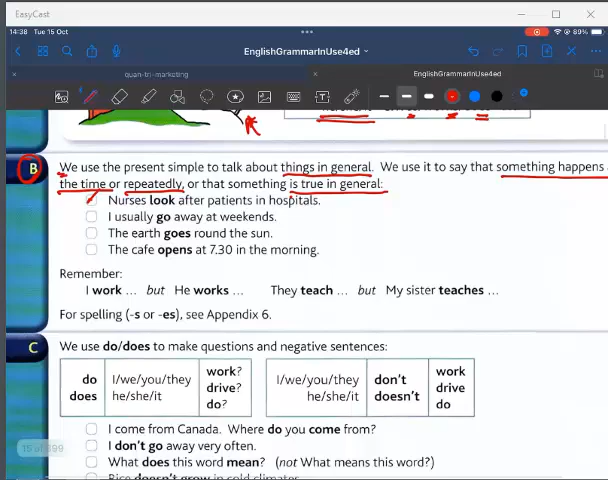 EasyCast
14:38 Tue 15 Oct
89%
EnglishGrammarInUse4ed
quan-tri-marketing
EnglishGrammarInUse4ed
B
We use the present simple to talk about things in general. We use it to say that something happens
the time or repeatedly, or that something is true in general:
Nurses look after patients in hospitals.
I usually go away at weekends.
The earth goes round the sun.
The cafe opens at 7.30 in the morning.
Remember:
I work ... but He works ... They teach ... but My sister teaches ...
For spelling (-s or -es), see Appendix 6.
C
We use do/does to make questions and negative sentences:
do I/we/you/they work?
does he/she/it drive?
do?
I/we/you/they don't work
he/she/it doesn't drive
do
I come from Canada. Where do you come from?
I don't go away very often.
What does this word mean? (not What means this word?)
Rice doesn't grow in cold climates.